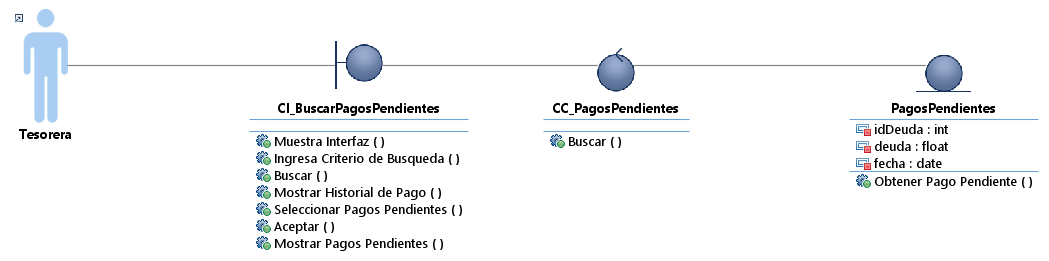 Tesorera
CI_BuscarPagosPendientes
Muestra Interfaz ( )
Ingresa Criterio de Busqueda ( )
Buscar ( )
Mostrar Historial de Pago ( )
Seleccionar Pagos Pendientes ( )
Aceptar ( )
Mostrar Pagos Pendientes ( )
CC_PagosPendientes
Buscar ( )
PagosPendientes
idDeuda : int
deuda : float
fecha : date
Obtener Pago Pendiente ( )